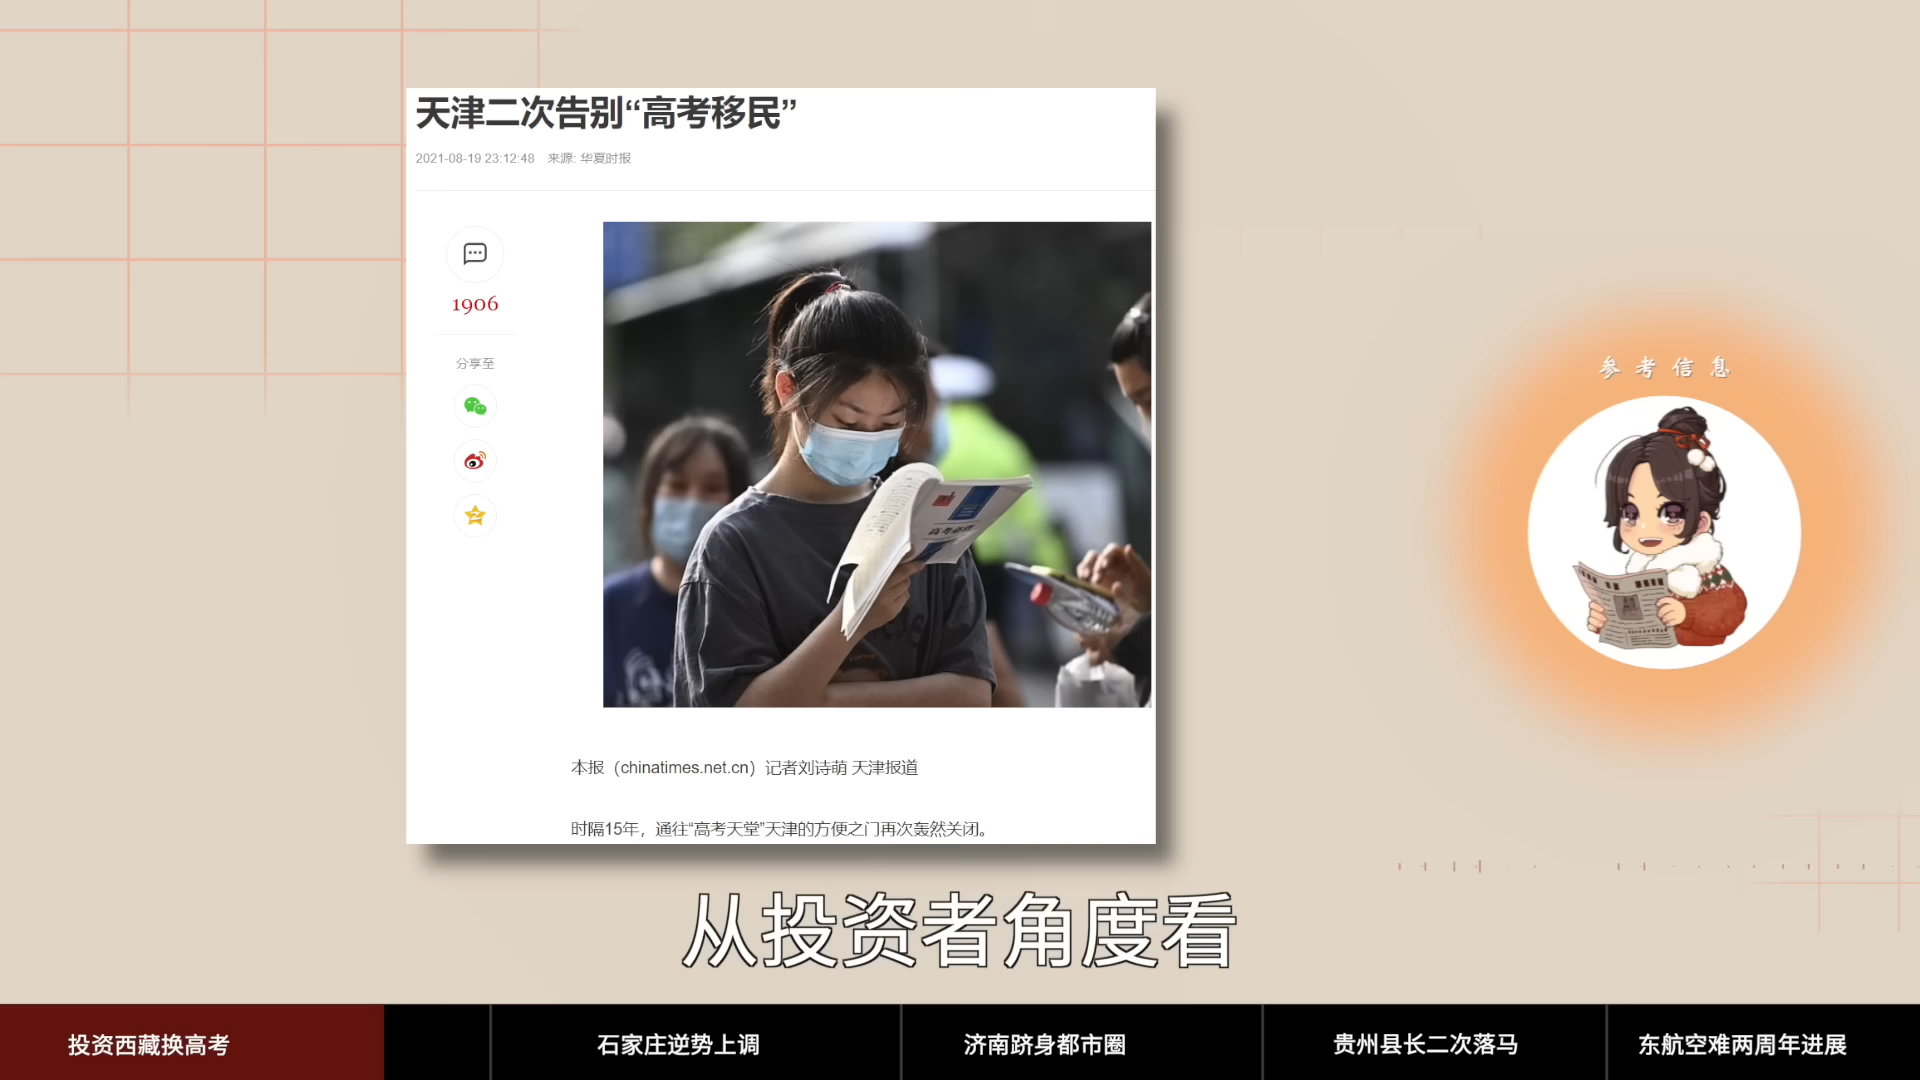 天津二次告别“高考移民”
2021-08-19 23:12:48 来源: 华夏时报
1906
分享至
参考信息
本报（chinatimes.net.cn）记者刘诗萌 天津报道
时隔15年，通往“高考天堂”天津的方便之门再次轰然关闭。
从投资者角度看
投资西藏换高考
石家庄逆势上调
济南跻身都市圈
贵州县长二次落马
东航空难两周年进展